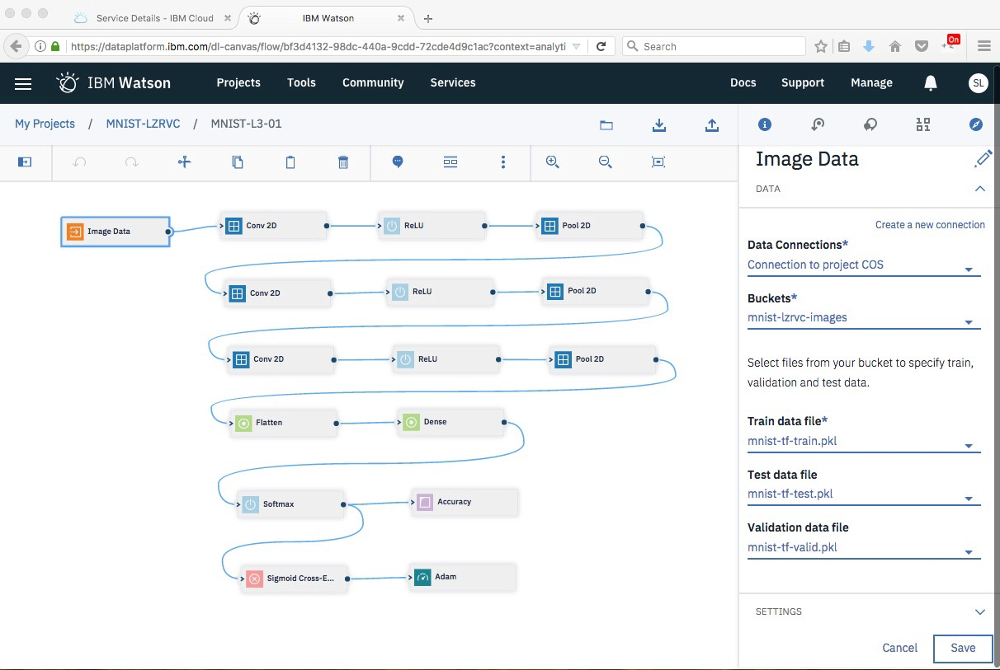 Service Details - IBM Cloud
IBM Watson
https://dataplatform.ibm.com/dl-canvas/flow/bf3d4132-98dc-440a-9cdd-72cde4d9c1ac?context=analyti
Search
On
IBM Watson
Projects
Tools
Community
Services
Docs
Support
Manage
SL
My Projects / MNIST-LZRVC / MNIST-L3-01
Image Data
Conv 2D
ReLU
Pool 2D
Conv 2D
ReLU
Pool 2D
Conv 2D
ReLU
Pool 2D
Flatten
Dense
Softmax
Accuracy
Sigmoid Cross-E...
Adam
Image Data
DATA
Create a new connection
Data Connections*
Connection to project COS
Buckets*
mnist-lzrvc-images
Select files from your bucket to specify train,
validation and test data.
Train data file*
mnist-tf-train.pkl
Test data file
mnist-tf-test.pkl
Validation data file
mnist-tf-valid.pkl
SETTINGS
Cancel
Save